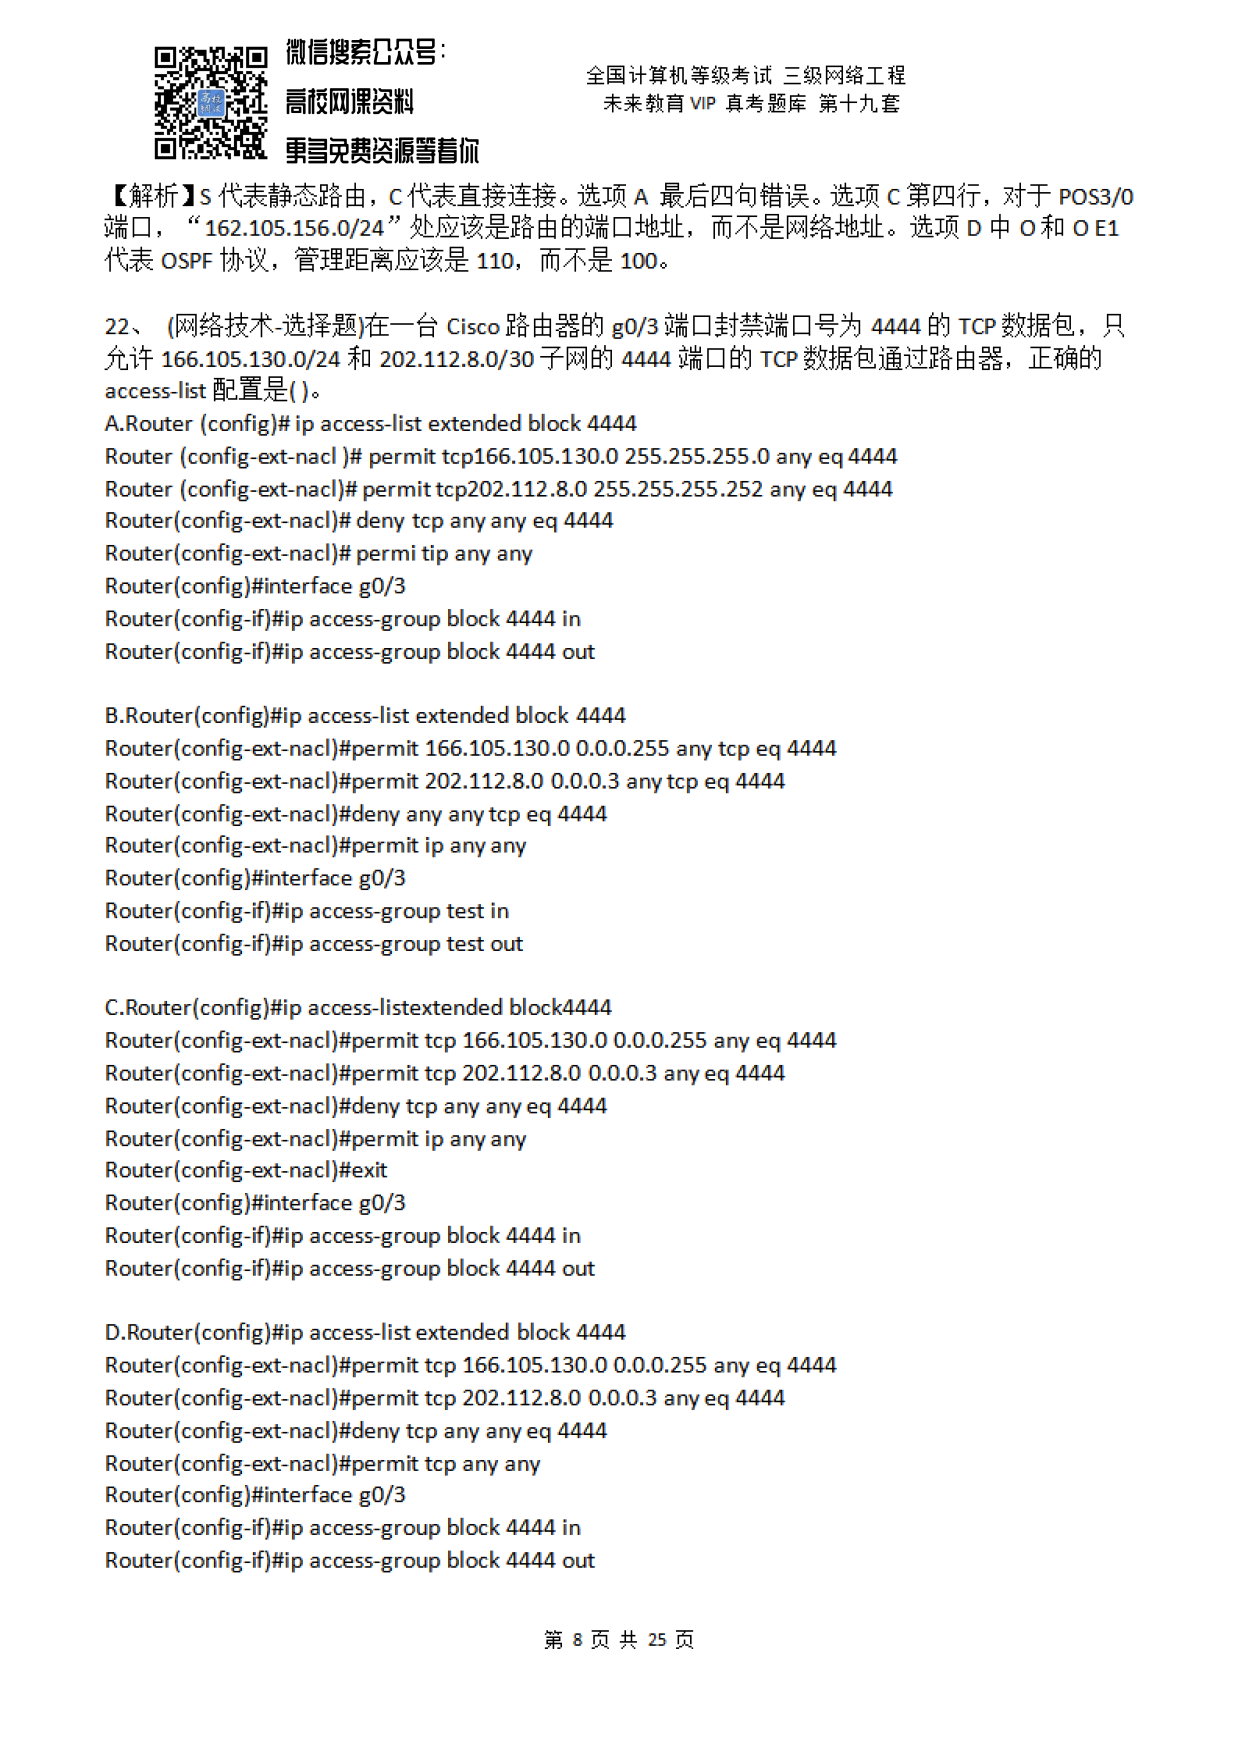 微信搜索公众号：
高校网课资料
更多免费资源等着你
全国计算机等级考试 三级网络工程
未来教育 VIP 真考题库 第十九套
高校
网课
【解析】S 代表静态路由，C 代表直接连接。选项 A 最后四句错误。选项 C 第四行，对于 POS3/0
端口，“162.105.156.0/24”处应该是路由的端口地址，而不是网络地址。选项 D 中 O 和 O E1
代表 OSPF 协议，管理距离应该是 110，而不是 100。
22、 (网络技术-选择题)在一台 Cisco 路由器的 g0/3 端口封禁端口号为 4444 的 TCP 数据包，只
允许 166.105.130.0/24 和 202.112.8.0/30 子网的 4444 端口的 TCP 数据包通过路由器，正确的
access-list 配置是( )。
A.Router (config)# ip access-list extended block 4444
Router (config-ext-nacl )# permit tcp166.105.130.0 255.255.255.0 any eq 4444
Router (config-ext-nacl)# permit tcp202.112.8.0 255.255.255.252 any eq 4444
Router(config-ext-nacl)# deny tcp any any eq 4444
Router(config-ext-nacl)# permi tip any any
Router(config)#interface g0/3
Router(config-if)#ip access-group block 4444 in
Router(config-if)#ip access-group block 4444 out
B.Router(config)#ip access-list extended block 4444
Router(config-ext-nacl)#permit 166.105.130.0 0.0.0.255 any tcp eq 4444
Router(config-ext-nacl)#permit 202.112.8.0 0.0.0.3 any tcp eq 4444
Router(config-ext-nacl)#deny any any tcp eq 4444
Router(config-ext-nacl)#permit ip any any
Router(config)#interface g0/3
Router(config-if)#ip access-group test in
Router(config-if)#ip access-group test out
C.Router(config)#ip access-listextended block4444
Router(config-ext-nacl)#permit tcp 166.105.130.0 0.0.0.255 any eq 4444
Router(config-ext-nacl)#permit tcp 202.112.8.0 0.0.0.3 any eq 4444
Router(config-ext-nacl)#deny tcp any any eq 4444
Router(config-ext-nacl)#permit ip any any
Router(config-ext-nacl)#exit
Router(config)#interface g0/3
Router(config-if)#ip access-group block 4444 in
Router(config-if)#ip access-group block 4444 out
D.Router(config)#ip access-list extended block 4444
Router(config-ext-nacl)#permit tcp 166.105.130.0 0.0.0.255 any eq 4444
Router(config-ext-nacl)#permit tcp 202.112.8.0 0.0.0.3 any eq 4444
Router(config-ext-nacl)#deny tcp any any eq 4444
Router(config-ext-nacl)#permit tcp any any
Router(config)#interface g0/3
Router(config-if)#ip access-group block 4444 in
Router(config-if)#ip access-group block 4444 out
第 8 页 共 25 页